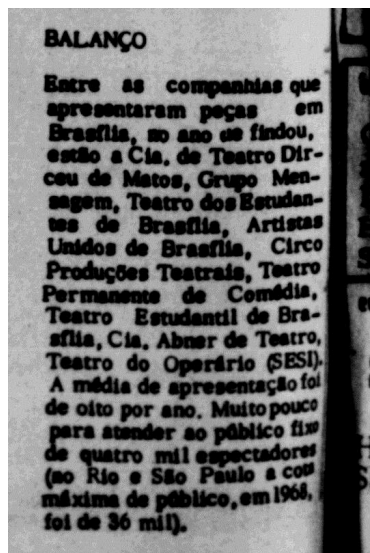 BALANÇO
Entre as companhias que
apresentaram peças em
Brasília, no ano que findou,
estão a Cia. de Teatro Dir-
ceu de Matos, Grupo Men-
sagem, Teatro dos Estudan-
tes de Brasília, Artistas
Unidos de Brasília, Circo
Produções Teatrais, Teatro
Permanente de Comédia,
Teatro Estudantil de Bra-
sília, Cia. Abner de Teatro,
Teatro do Operário (SESI).
A média de apresentação foi
de oito por ano. Muito pouco
para atender ao público fixo
de quatro mil espectadores
(no Rio e São Paulo a cota
máxima de público, em 1968,
foi de 36 mil).